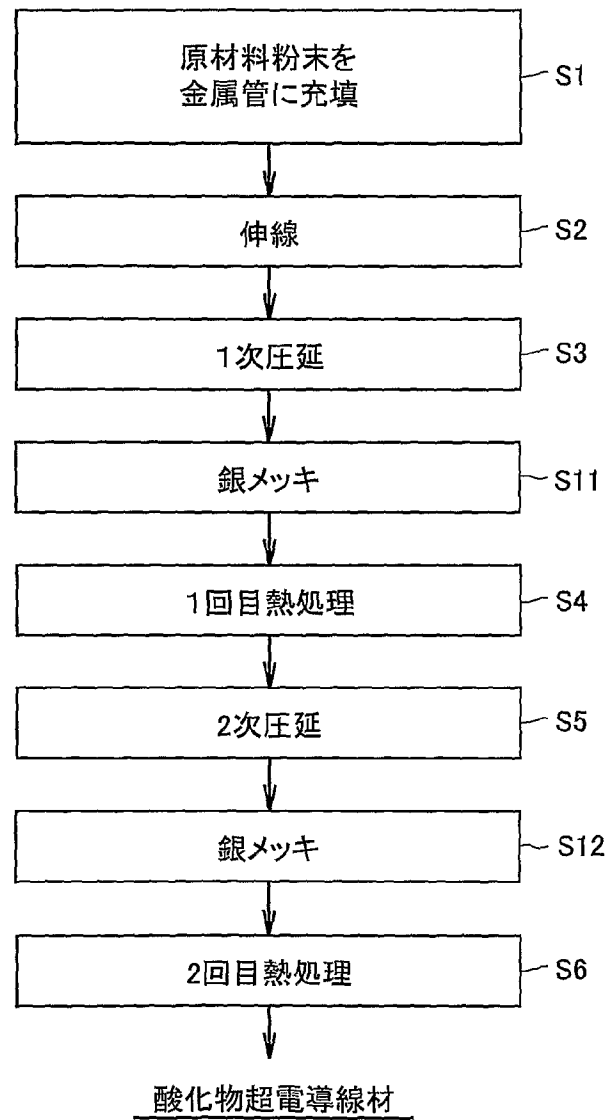 原材料粉末を
金属管に充填
S1
伸線
S2
1次圧延
S3
銀メッキ
S11
1回目熱処理
S4
2次圧延
S5
銀メッキ
S12
2回目熱処理
S6
酸化物超電導線材